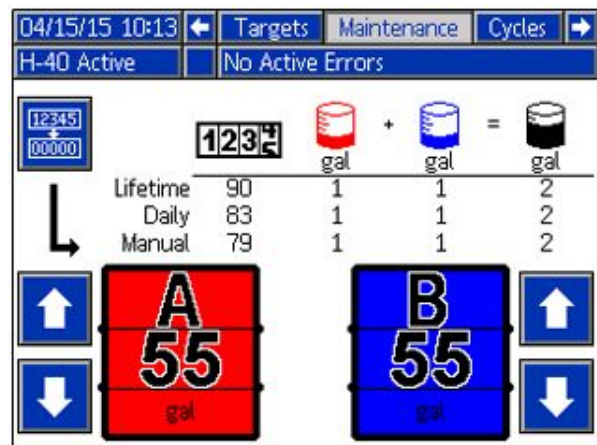 04/15/15 10:13 Targets Maintenance Cycles
H-40 Active No Active Errors
12345
00000
+ =
gal gal gal
Lifetime 90 1 1 2
Daily 83 1 1 2
Manual 79 1 1 2
A B
55 55
gal gal